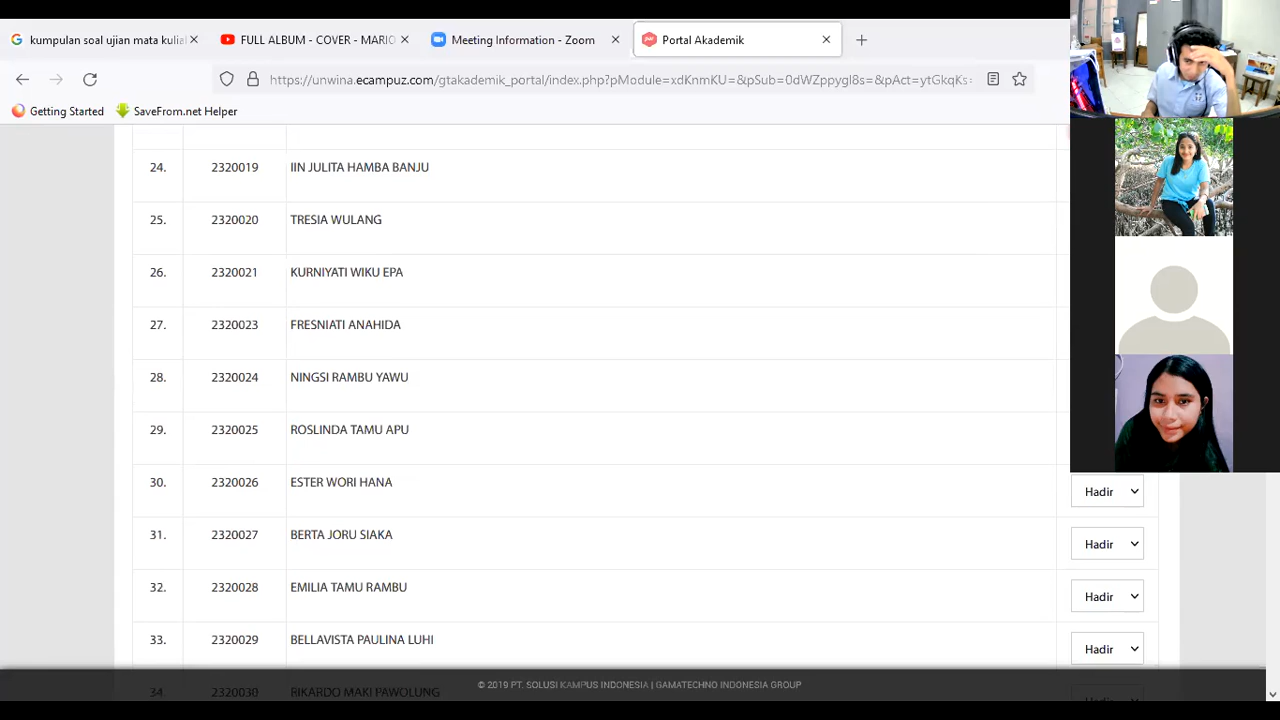 kumpulan soal ujian mata kulia
FULL ALBUM - COVER - MARIO
Meeting Information - Zoom
Portal Akademik
https://unwina.ecampuz.com/gtakademik_portal/index.php?pModule=xdKnmKU=&pSub=0dWZppygl8s=&pAct=ytGkqKs=
Getting Started
SaveFrom.net Helper
24. 2320019 IIN JULITA HAMBA BANJU
25. 2320020 TRESIA WULANG
26. 2320021 KURNIYATI WIKU EPA
27. 2320023 FRESNIATI ANAHIDA
28. 2320024 NINGSI RAMBU YAWU
29. 2320025 ROSLINDA TAMU APU
30. 2320026 ESTER WORI HANA Hadir
31. 2320027 BERTA JORU SIAKA Hadir
32. 2320028 EMILIA TAMU RAMBU Hadir
33. 2320029 BELLAVISTA PAULINA LUHI Hadir
34. 2320030 RIKARDO MAKI PAWOLUNG
© 2019 PT. SOLUSI KAMPUS INDONESIA | GAMATECHNO INDONESIA GROUP